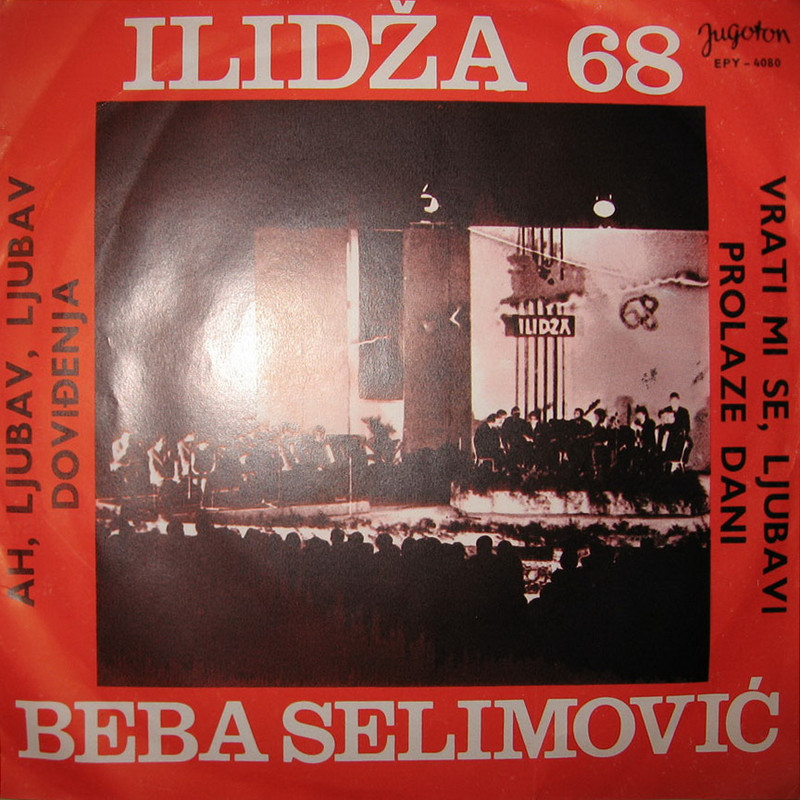 ILIDŽA 68
Jugoton
EPY - 4080
AH, LJUBAV, LJUBAV
DOVIĐENJA
VRATI MI SE, LJUBAVI
PROLAZE DANI
ILIDŽA
68
BEBA SELIMOVIĆ